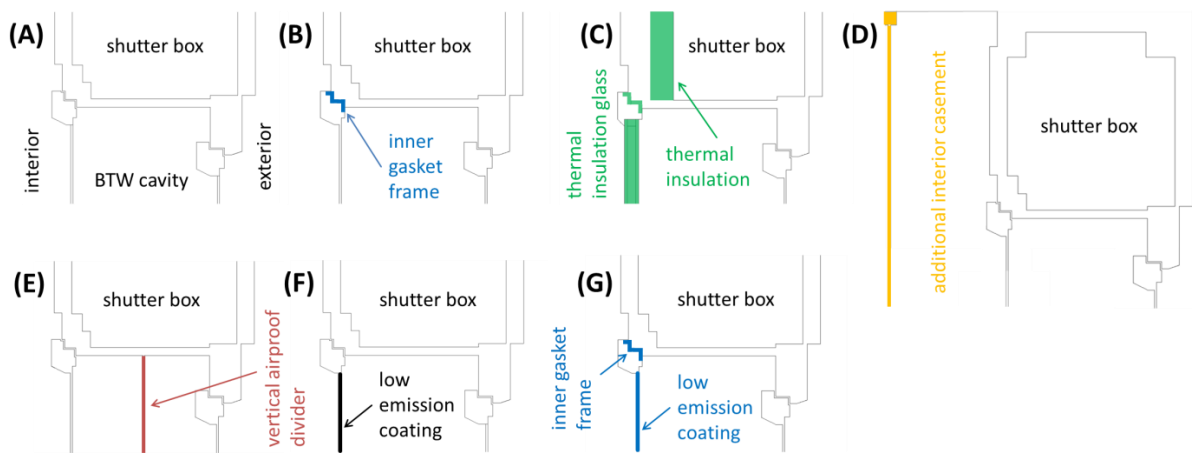 (A)
shutter box
interior
BTW cavity
exterior
(B)
shutter box
inner
gasket
frame
(C)
shutter box
thermal
insulation glass
thermal
insulation
(D)
additional interior casement
shutter box
(E)
shutter box
vertical airproof
divider
(F)
shutter box
low
emission
coating
(G)
shutter box
inner gasket
frame
low
emission
coating